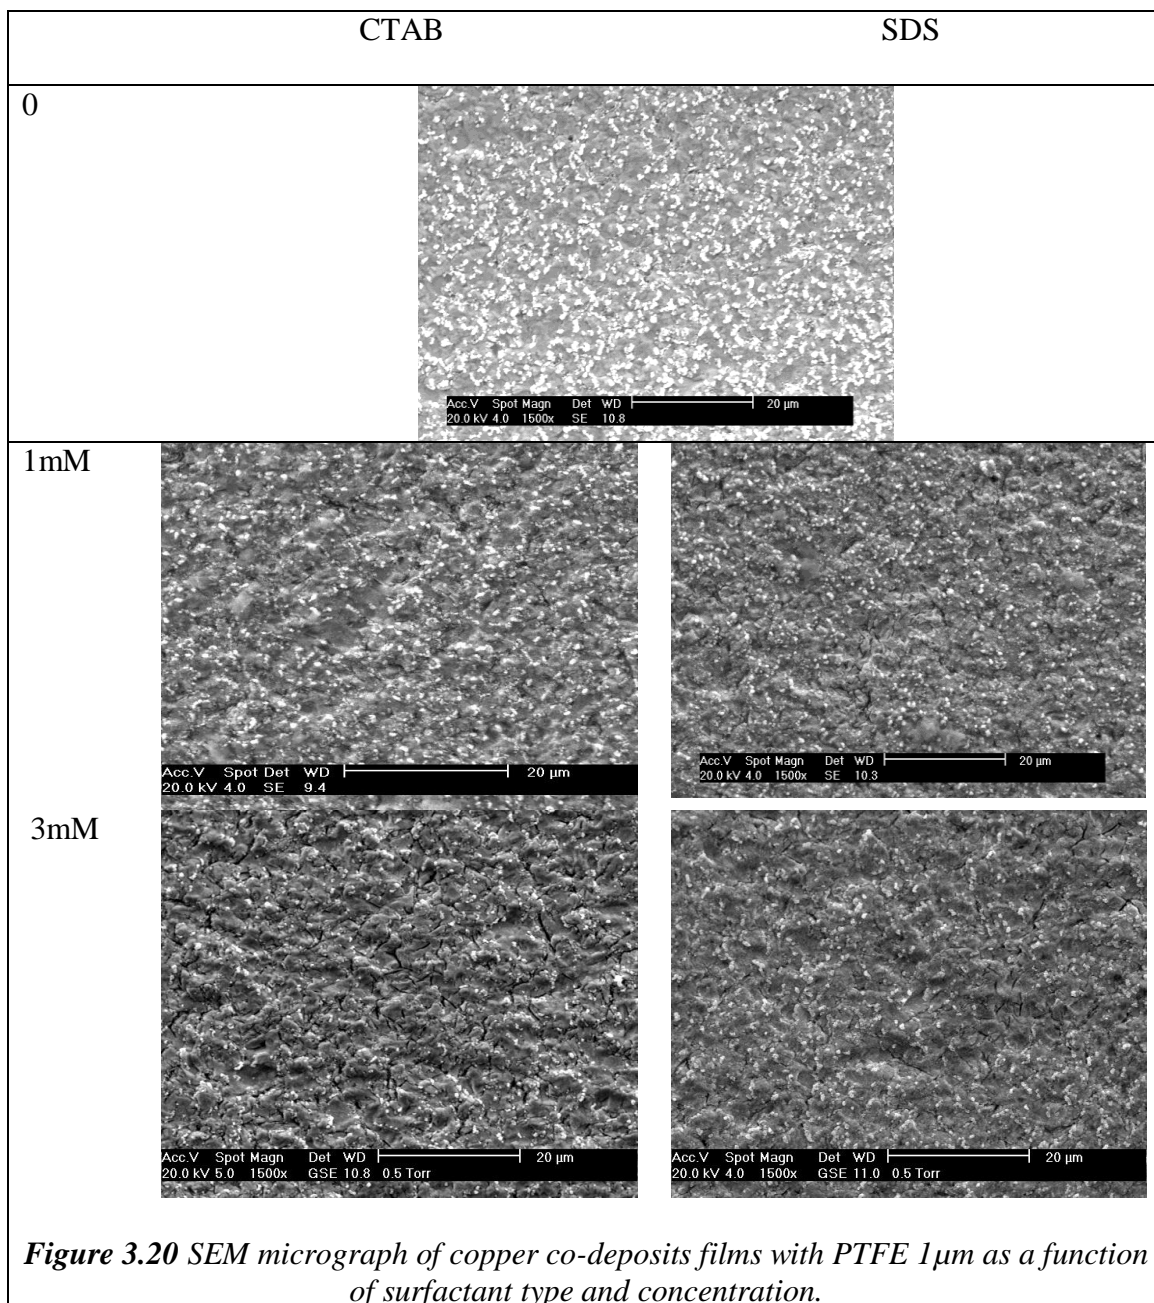 CTAB SDS
0
Acc.V Spot Magn Det WD 20 µm
20.0 kV 4.0 1500x SE 10.8
1mM
Acc.V Spot Det WD 20 µm
20.0 kV 4.0 SE 9.4
Acc.V Spot Magn Det WD 20 µm
20.0 kV 4.0 1500x SE 10.3
3mM
Acc.V Spot Magn Det WD 20 µm
20.0 kV 5.0 1500x GSE 10.8 0.5 Torr
Acc.V Spot Magn Det WD 20 µm
20.0 kV 4.0 1500x GSE 11.0 0.5 Torr
Figure 3.20 SEM micrograph of copper co-deposits films with PTFE 1µm as a function
of surfactant type and concentration.